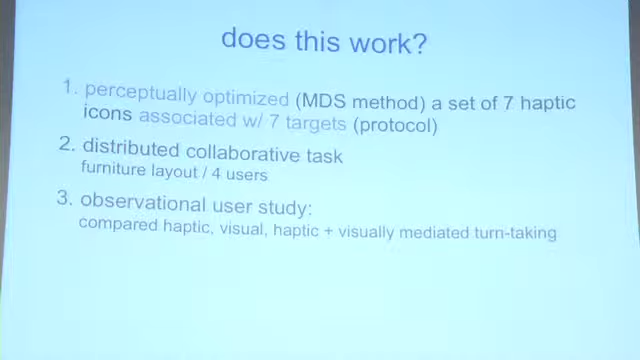 does this work?
1. perceptually optimized (MDS method) a set of 7 haptic
icons associated w/ 7 targets (protocol)
2. distributed collaborative task
furniture layout / 4 users
3. observational user study:
compared haptic, visual, haptic + visually mediated turn-taking